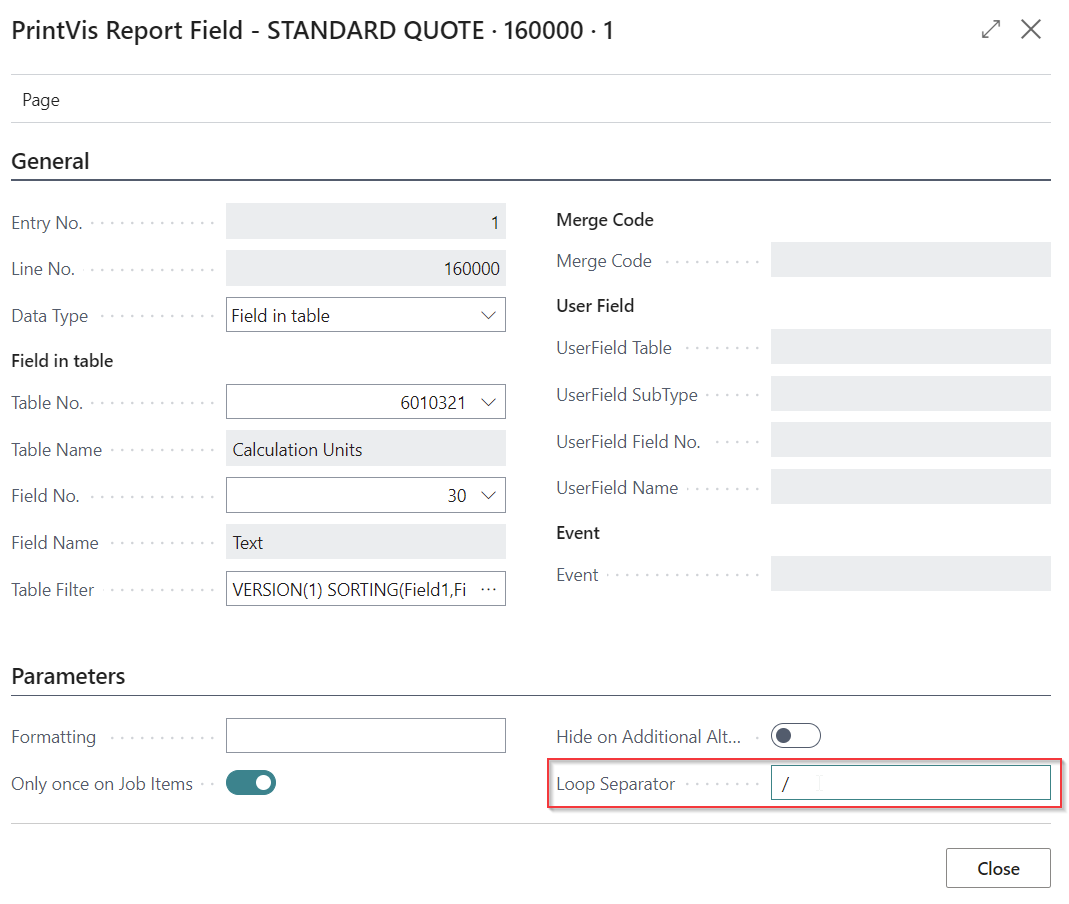 PrintVis Report Field - STANDARD QUOTE · 160000 · 1
Page
General
Entry No. 1
Line No. 160000
Data Type Field in table
Field in table
Table No. 6010321
Table Name Calculation Units
Field No. 30
Field Name Text
Table Filter VERSION(1) SORTING(Field1,Fi ...
Merge Code
Merge Code
User Field
UserField Table
UserField SubType
UserField Field No.
UserField Name
Event
Event
Parameters
Formatting
Only once on Job Items
Hide on Additional Alt...
Loop Separator /
Close